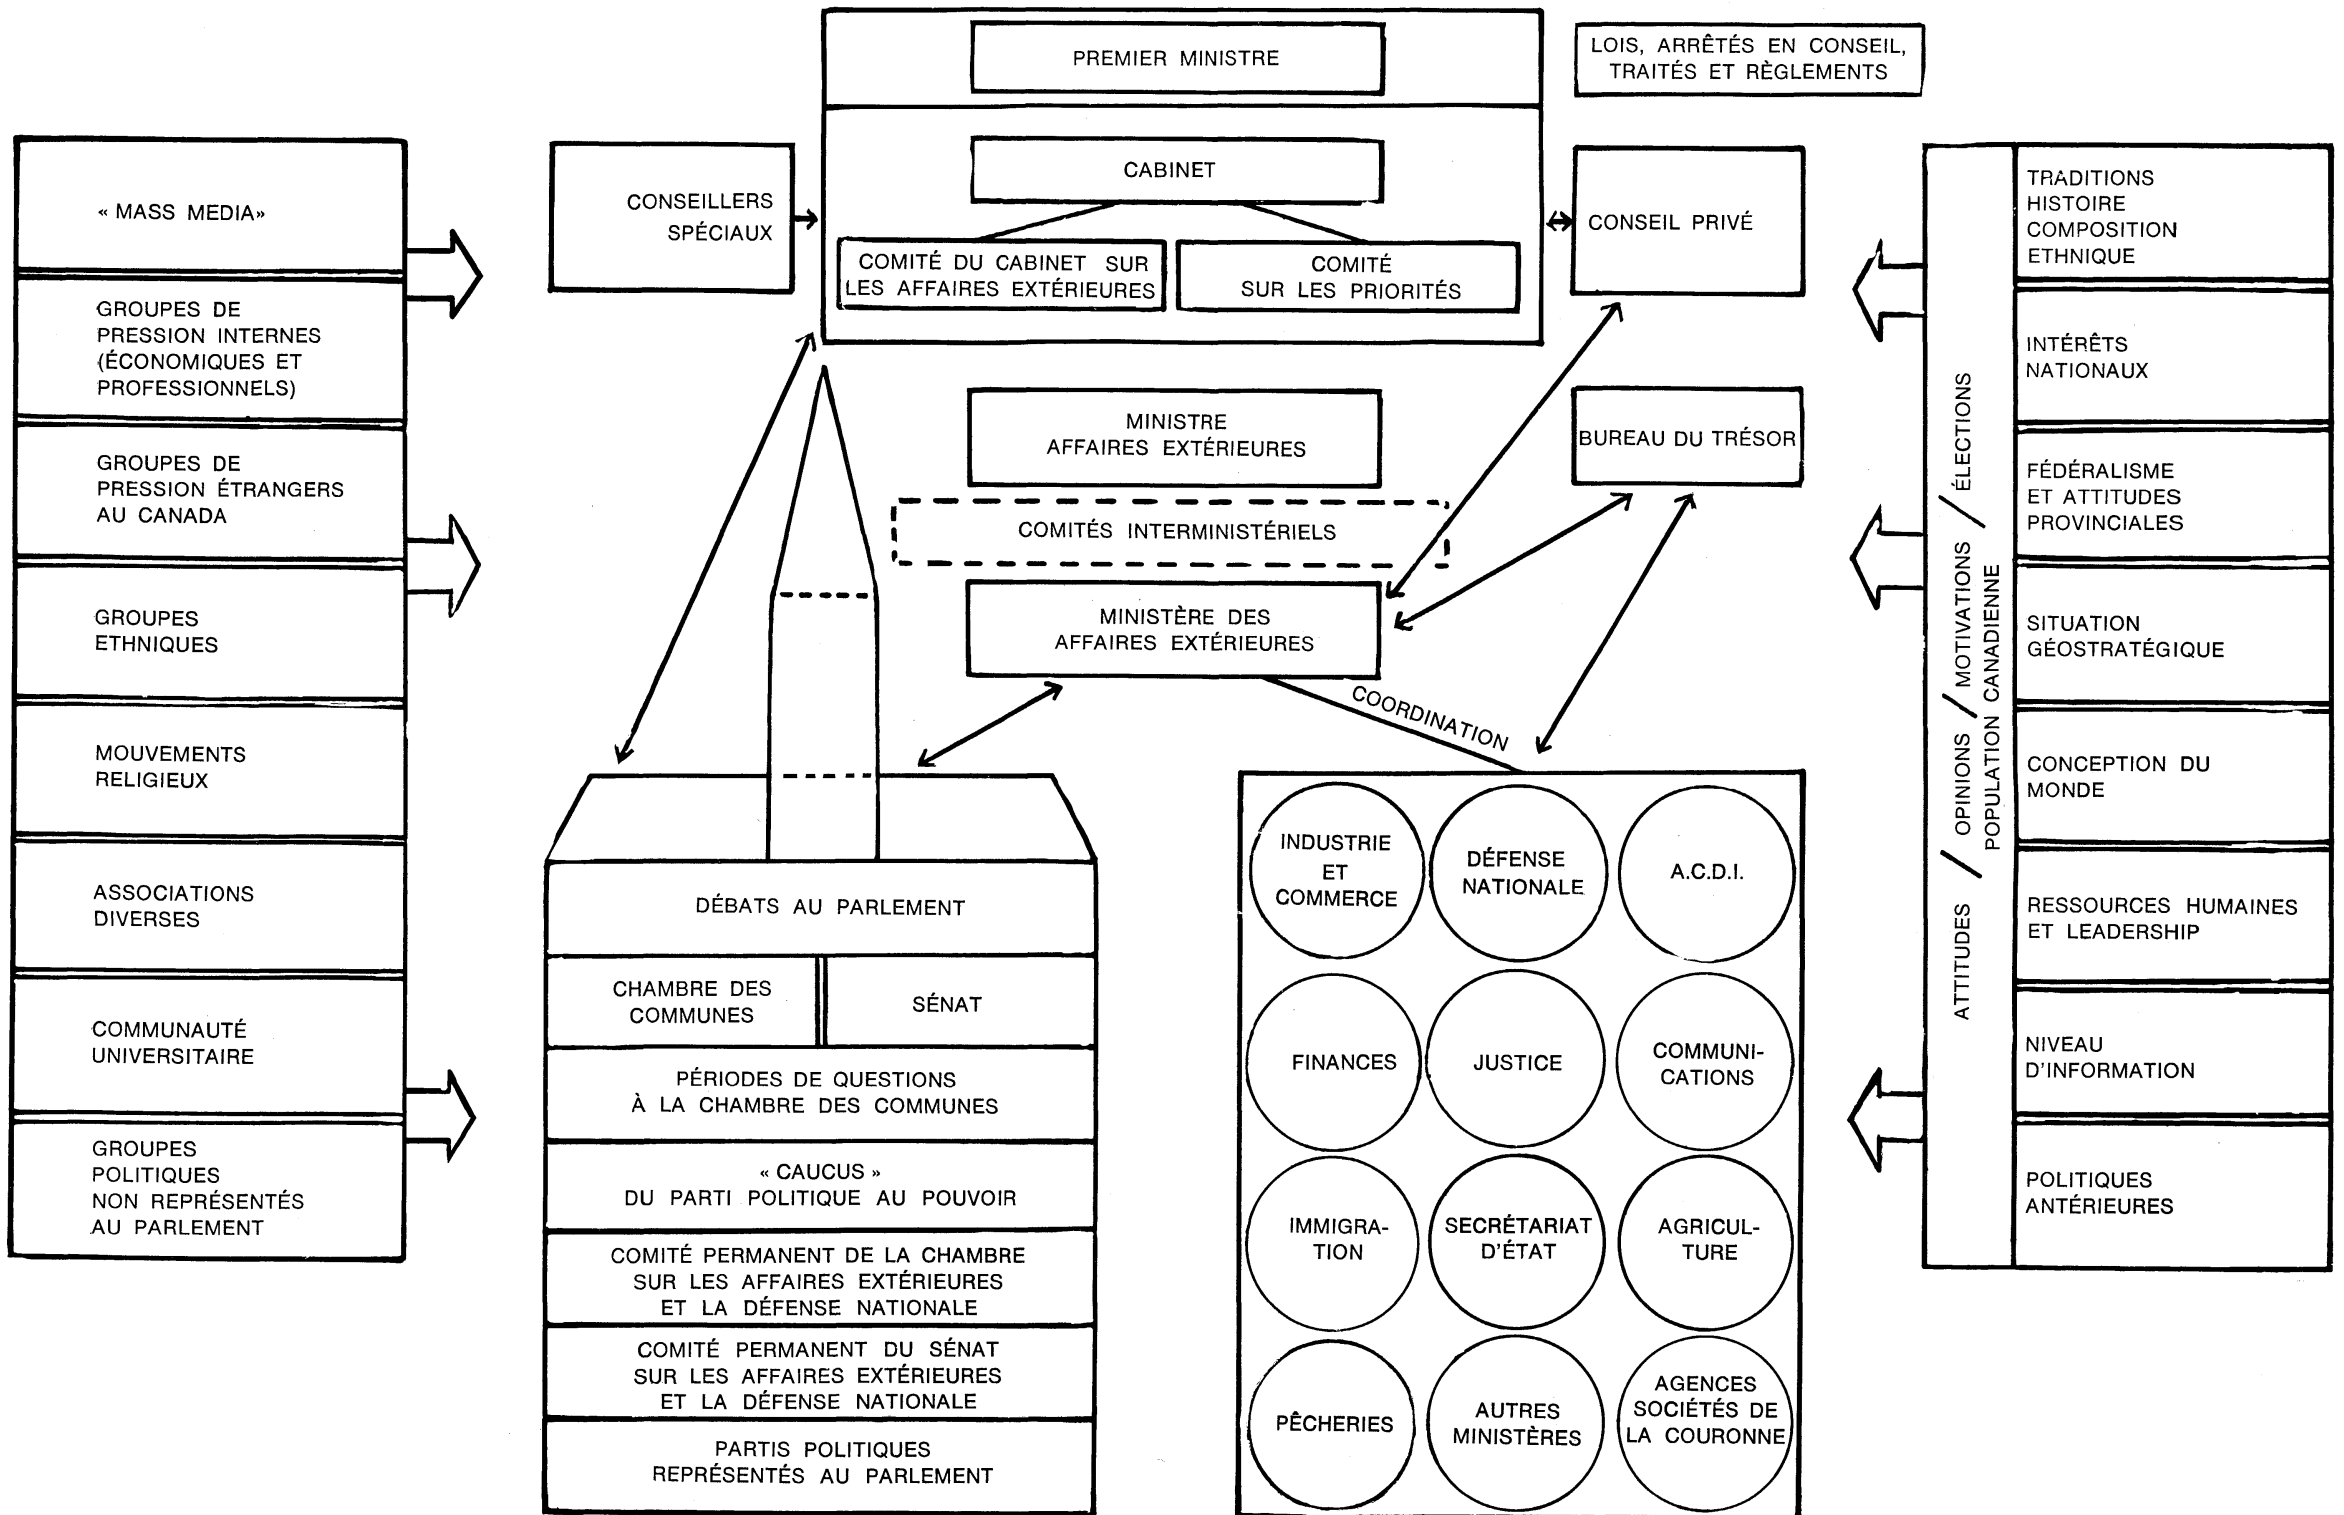 PREMIER MINISTRE
LOIS, ARRÊTÉS EN CONSEIL,
TRAITÉS ET RÈGLEMENTS
« MASS MEDIA»
GROUPES DE
PRESSION INTERNES
(ÉCONOMIQUES ET
PROFESSIONNELS)
GROUPES DE
PRESSION ÉTRANGERS
AU CANADA
GROUPES
ETHNIQUES
MOUVEMENTS
RELIGIEUX
ASSOCIATIONS
DIVERSES
COMMUNAUTÉ
UNIVERSITAIRE
GROUPES
POLITIQUES
NON REPRÉSENTÉS
AU PARLEMENT
CONSEILLERS
SPÉCIAUX
CABINET
COMITÉ DU CABINET SUR
LES AFFAIRES EXTÉRIEURES
COMITÉ
SUR LES PRIORITÉS
CONSEIL PRIVÉ
MINISTRE
AFFAIRES EXTÉRIEURES
BUREAU DU TRÉSOR
COMITÉS INTERMINISTÉRIELS
MINISTÈRE DES
AFFAIRES EXTÉRIEURES
COORDINATION
DÉBATS AU PARLEMENT
CHAMBRE DES
COMMUNES
SÉNAT
PÉRIODES DE QUESTIONS
À LA CHAMBRE DES COMMUNES
« CAUCUS »
DU PARTI POLITIQUE AU POUVOIR
COMITÉ PERMANENT DE LA CHAMBRE
SUR LES AFFAIRES EXTÉRIEURES
ET LA DÉFENSE NATIONALE
COMITÉ PERMANENT DU SÉNAT
SUR LES AFFAIRES EXTÉRIEURES
ET LA DÉFENSE NATIONALE
PARTIS POLITIQUES
REPRÉSENTÉS AU PARLEMENT
INDUSTRIE
ET
COMMERCE
DÉFENSE
NATIONALE
A.C.D.I.
FINANCES
JUSTICE
COMMUNI-
CATIONS
IMMIGRA-
TION
SECRÉTARIAT
D'ÉTAT
AGRICUL-
TURE
PÊCHERIES
AUTRES
MINISTÈRES
AGENCES
SOCIÉTÉS DE
LA COURONNE
ATTITUDES / OPINIONS / MOTIVATIONS / ÉLECTIONS
POPULATION CANADIENNE
TRADITIONS
HISTOIRE
COMPOSITION
ETHNIQUE
INTÉRÊTS
NATIONAUX
FÉDÉRALISME
ET ATTITUDES
PROVINCIALES
SITUATION
GÉOSTRATÉGIQUE
CONCEPTION DU
MONDE
RESSOURCES HUMAINES
ET LEADERSHIP
NIVEAU
D'INFORMATION
POLITIQUES
ANTÉRIEURES